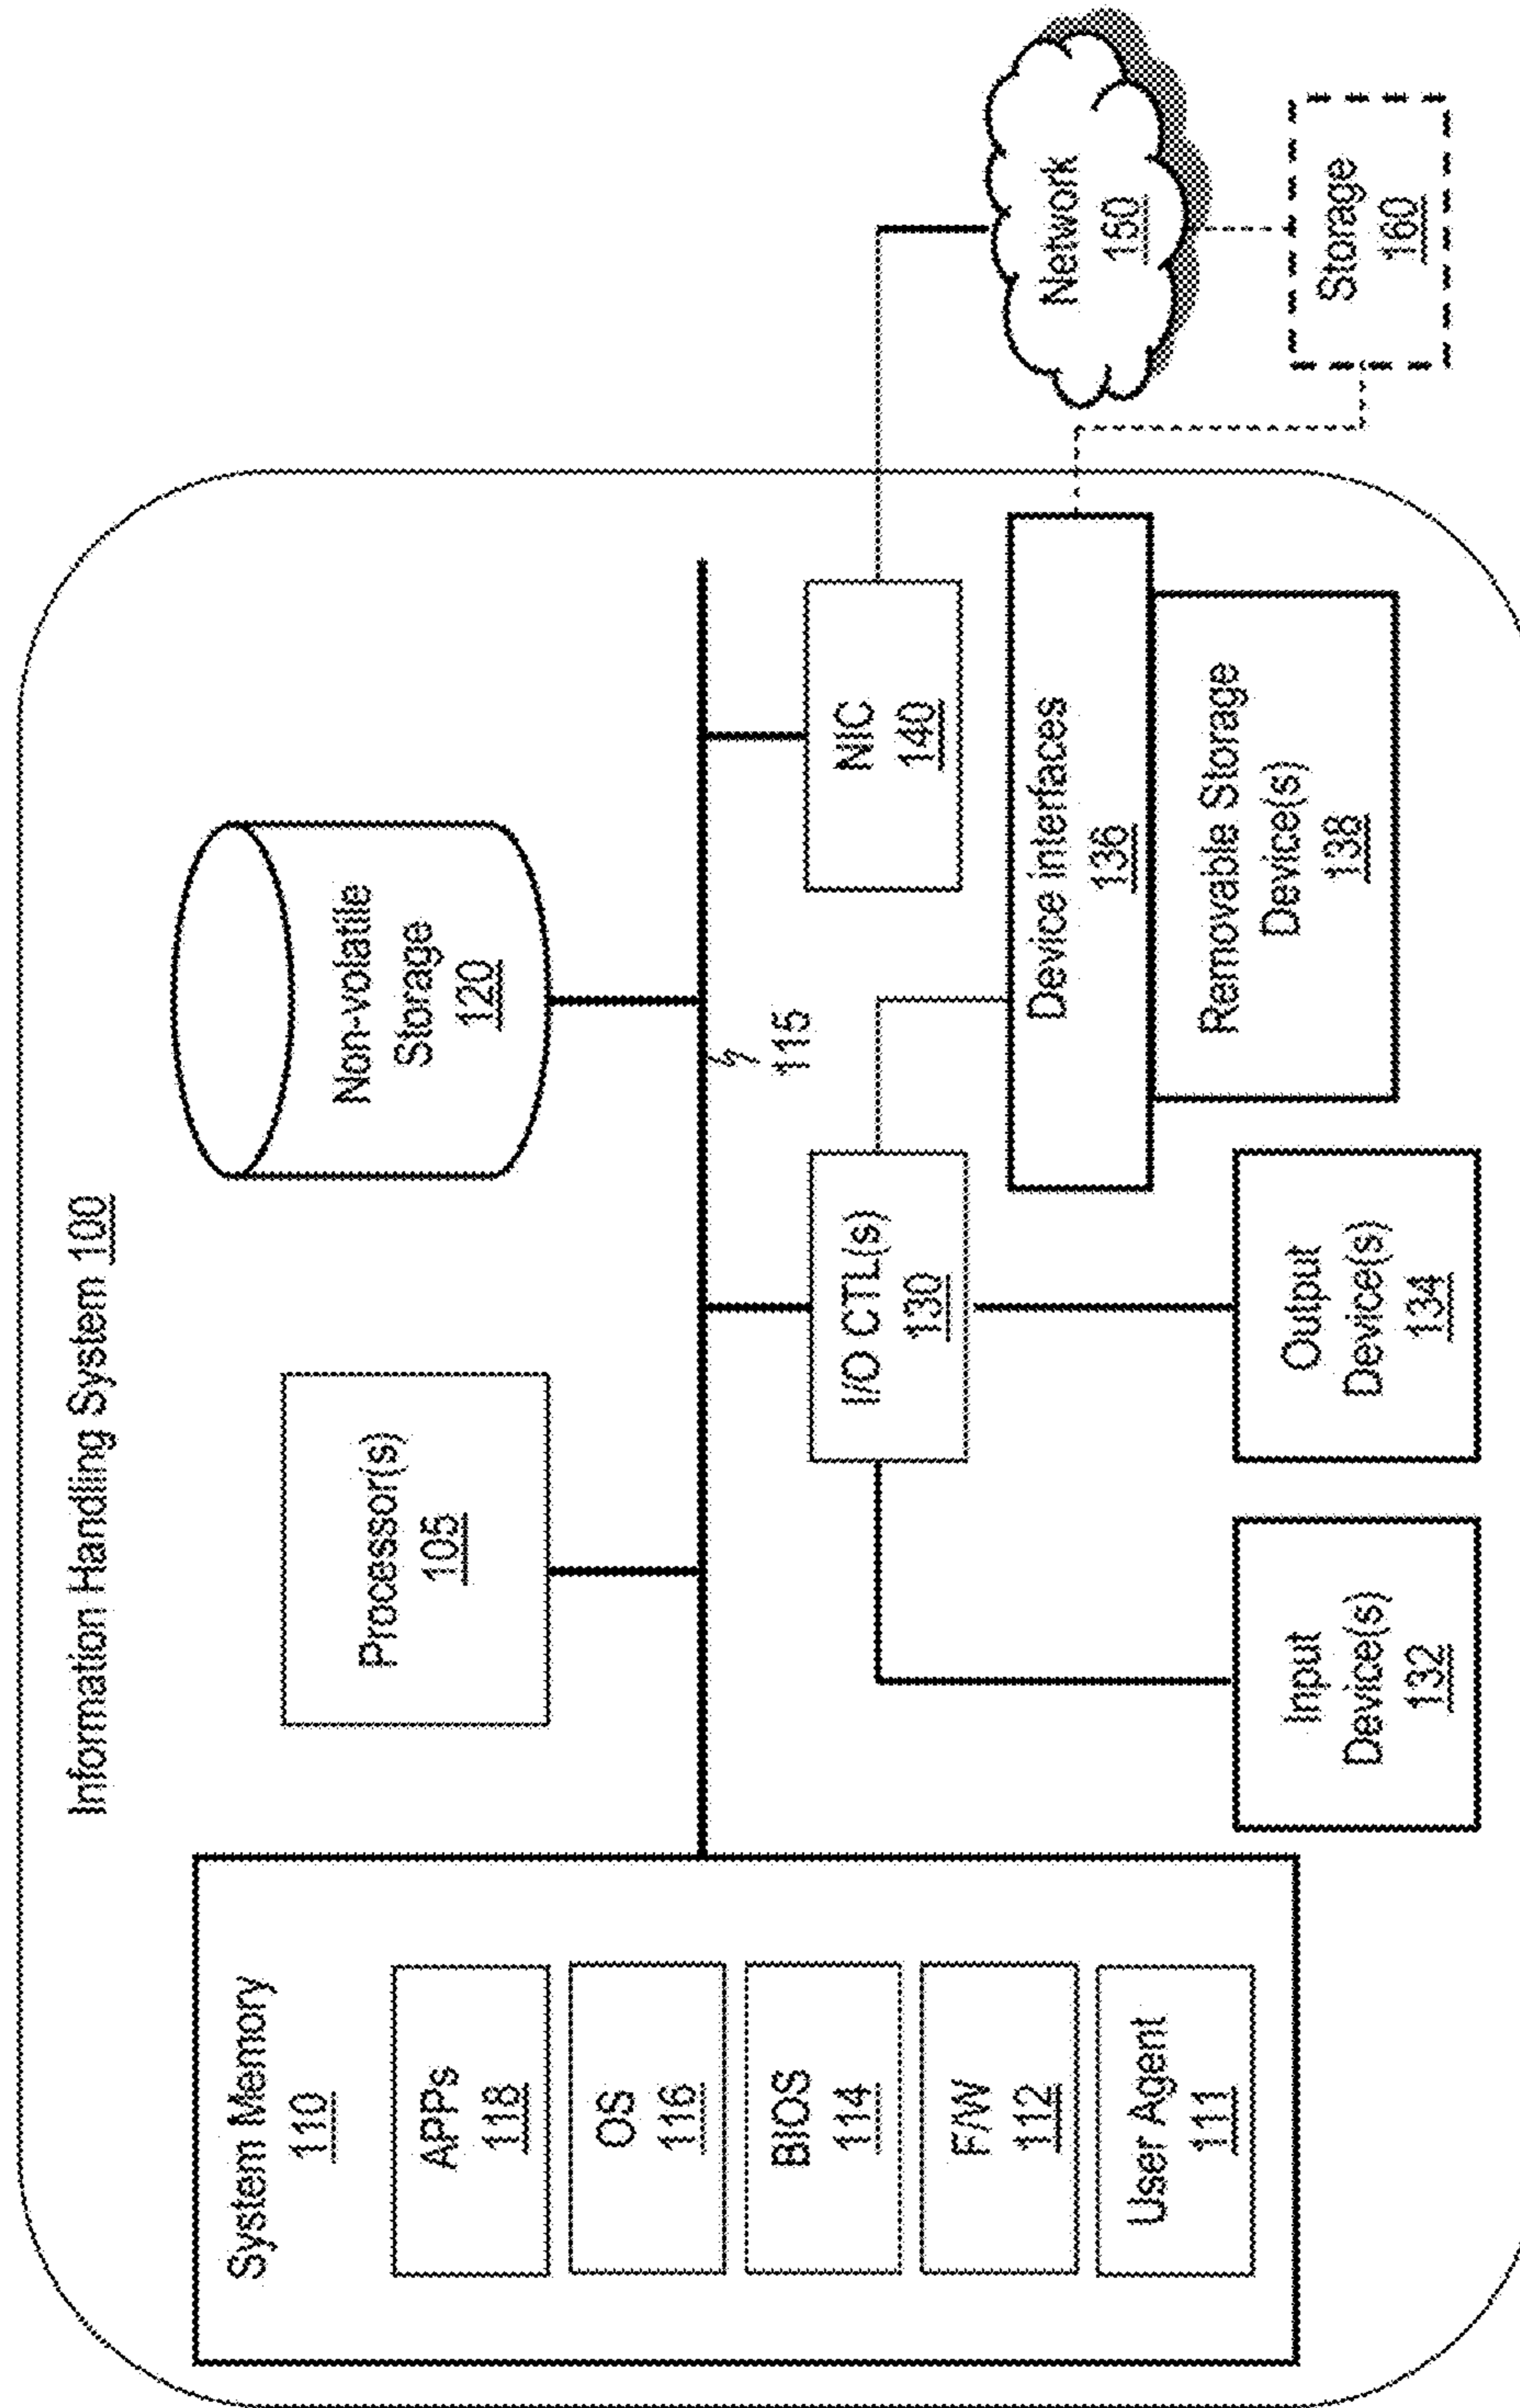 Information Handling System 100
System Memory
110
APPs
118
OS
116
BIOS
114
F/W
112
User Agent
111
Processor(s)
105
Non-volatile
Storage
120
115
I/O CTL(s)
130
NIC
140
Input
Device(s)
132
Output
Device(s)
134
Device interfaces
136
Removable Storage
Device(s)
138
Network
150
Storage
160